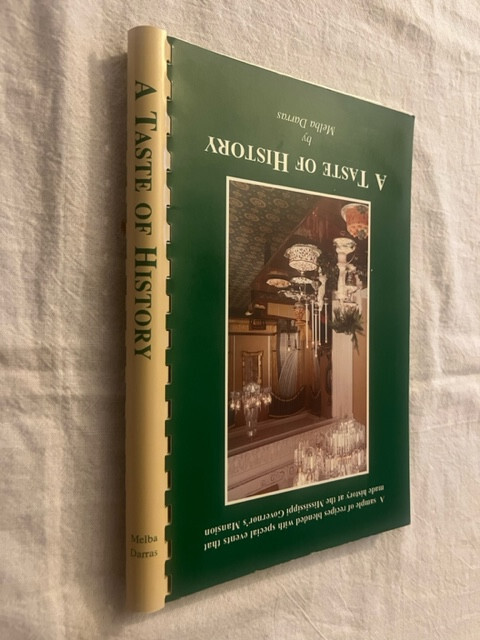 A TASTE OF HISTORY
Melba
Darras
A TASTE OF HISTORY
by
Melba Darras
A sample of recipes blended with special events that
made history at the Mississippi Governor's Mansion